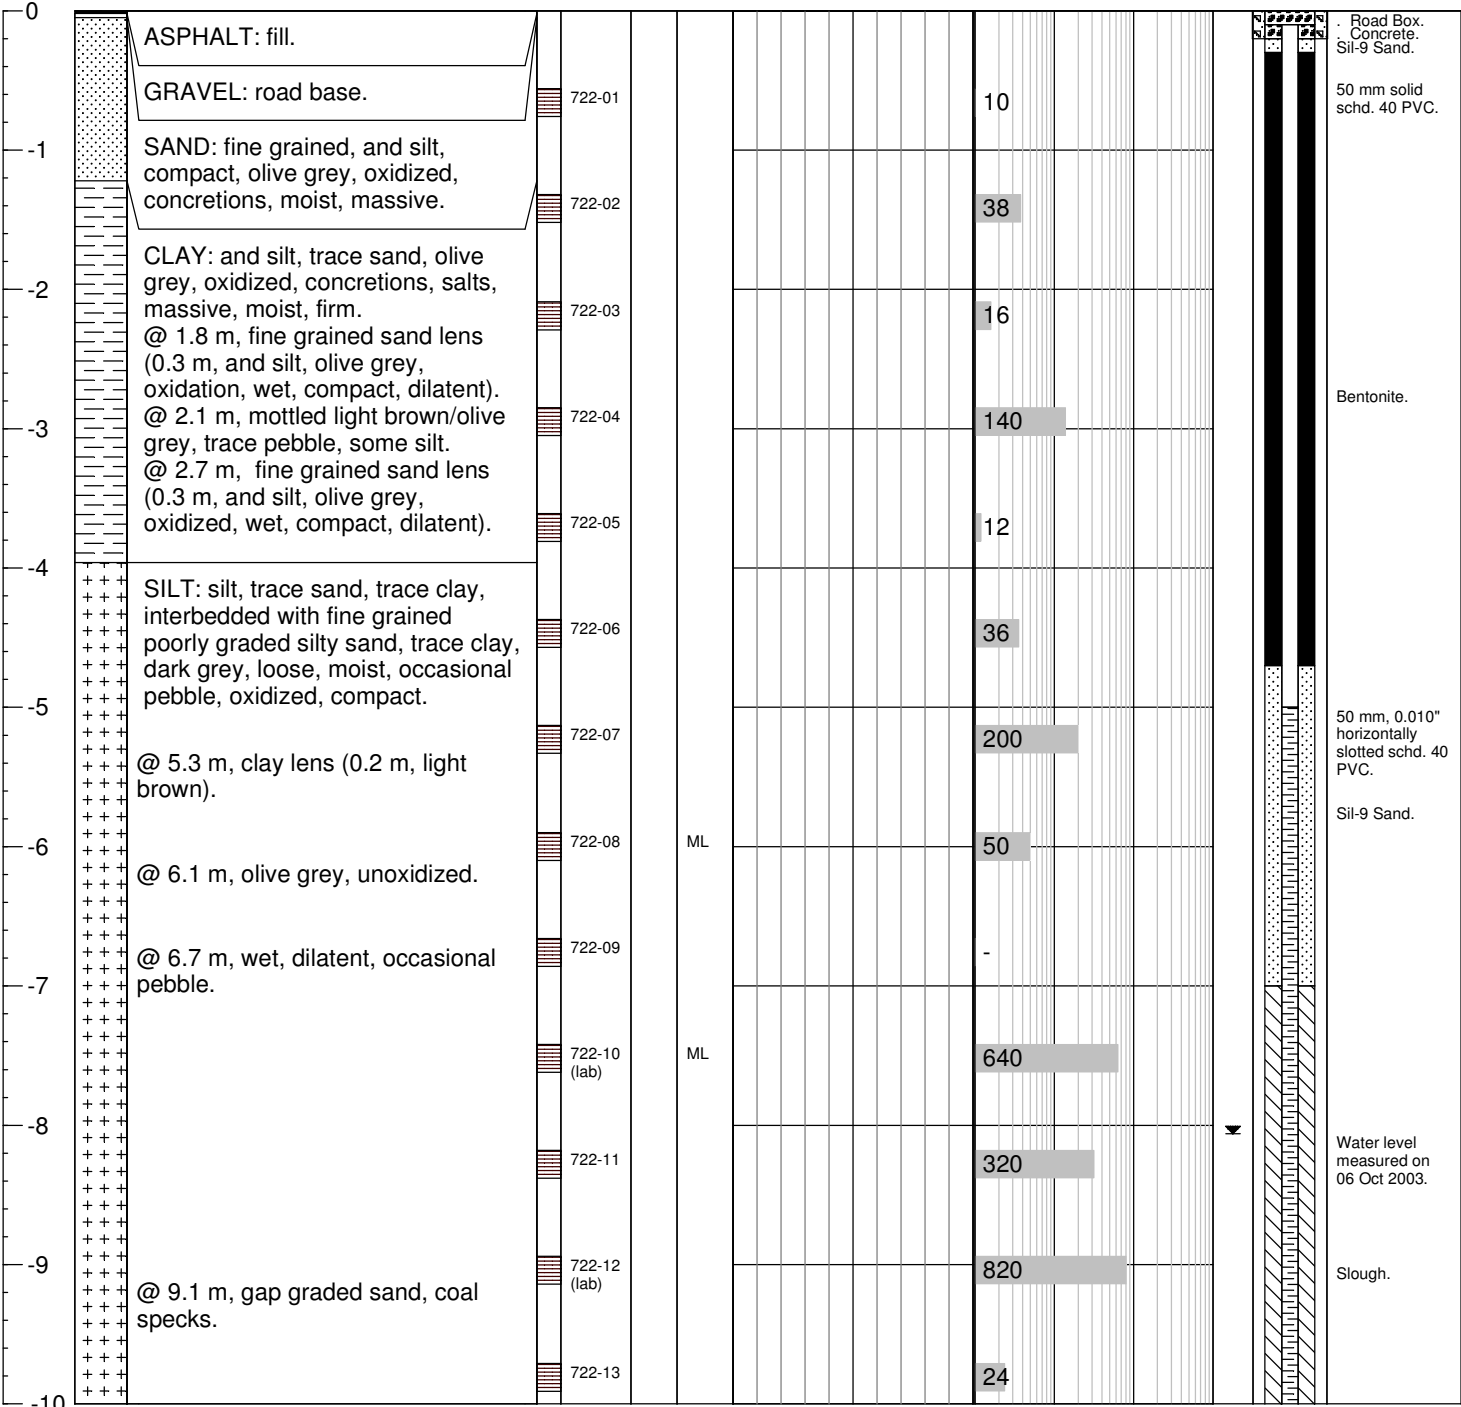 0
-1
-2
-3
-4
-5
-6
-7
-8
-9
-10
ASPHALT: fill.
GRAVEL: road base.
SAND: fine grained, and silt,
compact, olive grey, oxidized,
concretions, moist, massive.
CLAY: and silt, trace sand, olive
grey, oxidized, concretions, salts,
massive, moist, firm.
@ 1.8 m, fine grained sand lens
(0.3 m, and silt, olive grey,
oxidation, wet, compact, dilatent).
@ 2.1 m, mottled light brown/olive
grey, trace pebble, some silt.
@ 2.7 m, fine grained sand lens
(0.3 m, and silt, olive grey,
oxidized, wet, compact, dilatent).
SILT: silt, trace sand, trace clay,
interbedded with fine grained
poorly graded silty sand, trace clay,
dark grey, loose, moist, occasional
pebble, oxidized, compact.
@ 5.3 m, clay lens (0.2 m, light
brown).
@ 6.1 m, olive grey, unoxidized.
@ 6.7 m, wet, dilatent, occasional
pebble.
@ 9.1 m, gap graded sand, coal
specks.
722-01
722-02
722-03
722-04
722-05
722-06
722-07
722-08
722-09
722-10
(lab)
722-11
722-12
(lab)
722-13
ML
ML
10
38
16
140
12
36
200
50
-
640
320
820
24
. Road Box.
. Concrete.
Sil-9 Sand.
50 mm solid
schd. 40 PVC.
Bentonite.
50 mm, 0.010"
horizontally
slotted schd. 40
PVC.
Sil-9 Sand.
Water level
measured on
06 Oct 2003.
Slough.